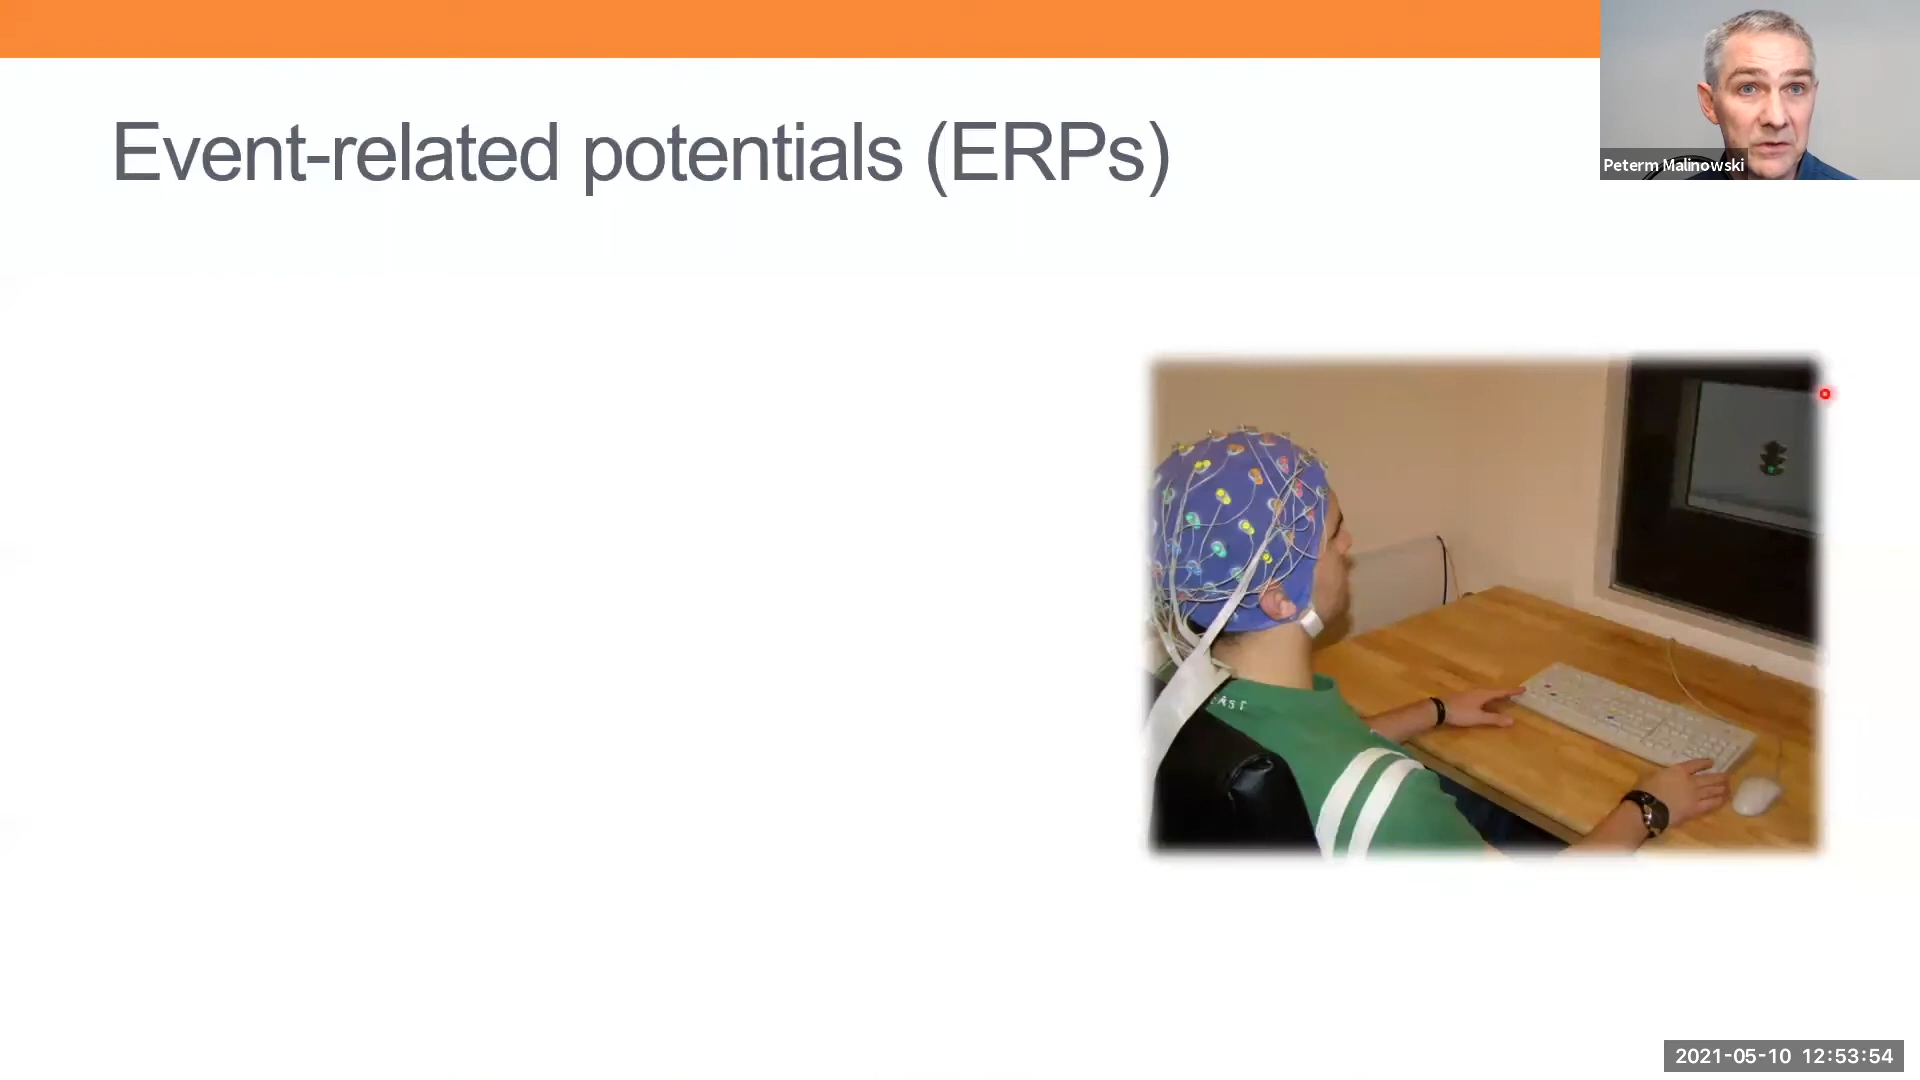 Event-related potentials (ERPs)
Peterm Malinowski
2021-05-10 12:53:54